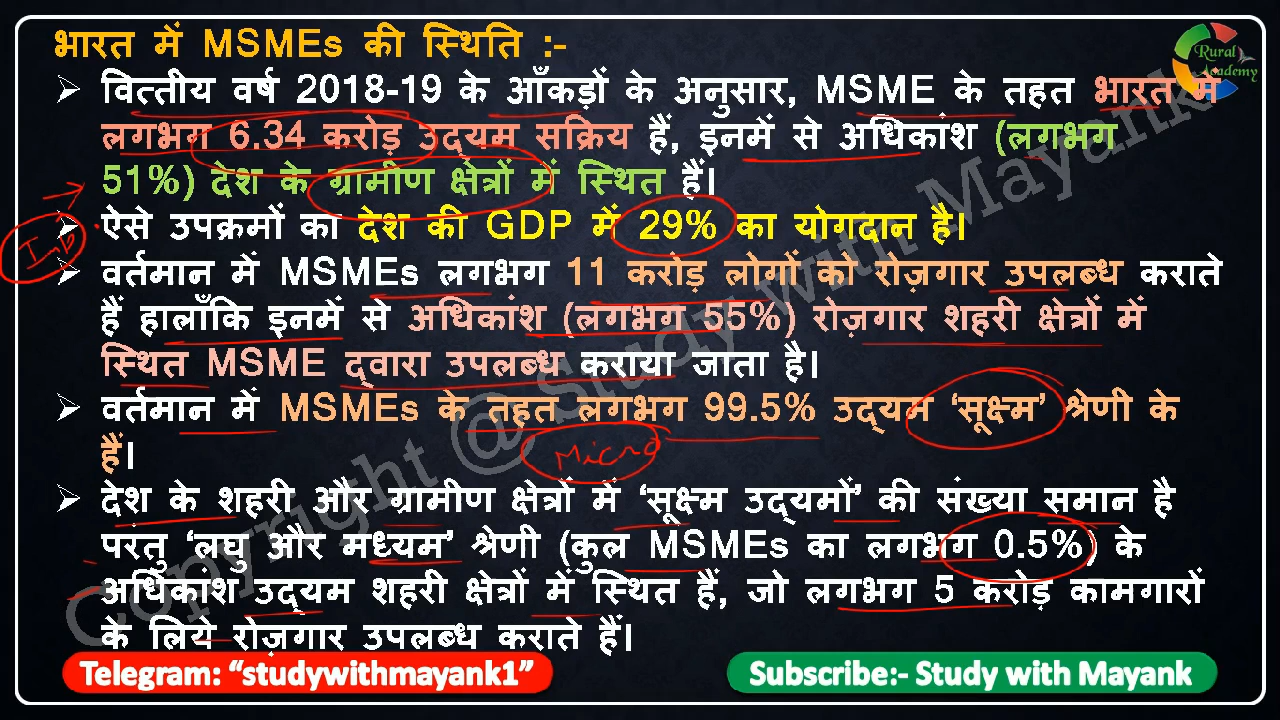 भारत में MSMEs की स्थिति :-
Rural Academy
➢ वित्तीय वर्ष 2018-19 के आँकड़ों के अनुसार, MSME के तहत भारत में
लगभग 6.34 करोड़ उद्यम सक्रिय हैं, इनमें से अधिकांश (लगभग
51%) देश के ग्रामीण क्षेत्रों में स्थित हैं।
➢ ऐसे उपक्रमों का देश की GDP में 29% का योगदान है।
Imb
➢ वर्तमान में MSMEs लगभग 11 करोड़ लोगों को रोज़गार उपलब्ध कराते
हैं हालाँकि इनमें से अधिकांश (लगभग 55%) रोज़गार शहरी क्षेत्रों में
स्थित MSME द्वारा उपलब्ध कराया जाता है।
➢ वर्तमान में MSMEs के तहत लगभग 99.5% उद्यम ‘सूक्ष्म’ श्रेणी के
हैं।
Micro
➢ देश के शहरी और ग्रामीण क्षेत्रों में ‘सूक्ष्म उद्यमों’ की संख्या समान है
परंतु ‘लघु और मध्यम’ श्रेणी (कुल MSMEs का लगभग 0.5%) के
अधिकांश उद्यम शहरी क्षेत्रों में स्थित हैं, जो लगभग 5 करोड़ कामगारों
के लिये रोज़गार उपलब्ध कराते हैं।
Copyright @ Study with Mayank
Telegram: “studywithmayank1”
Subscribe:- Study with Mayank